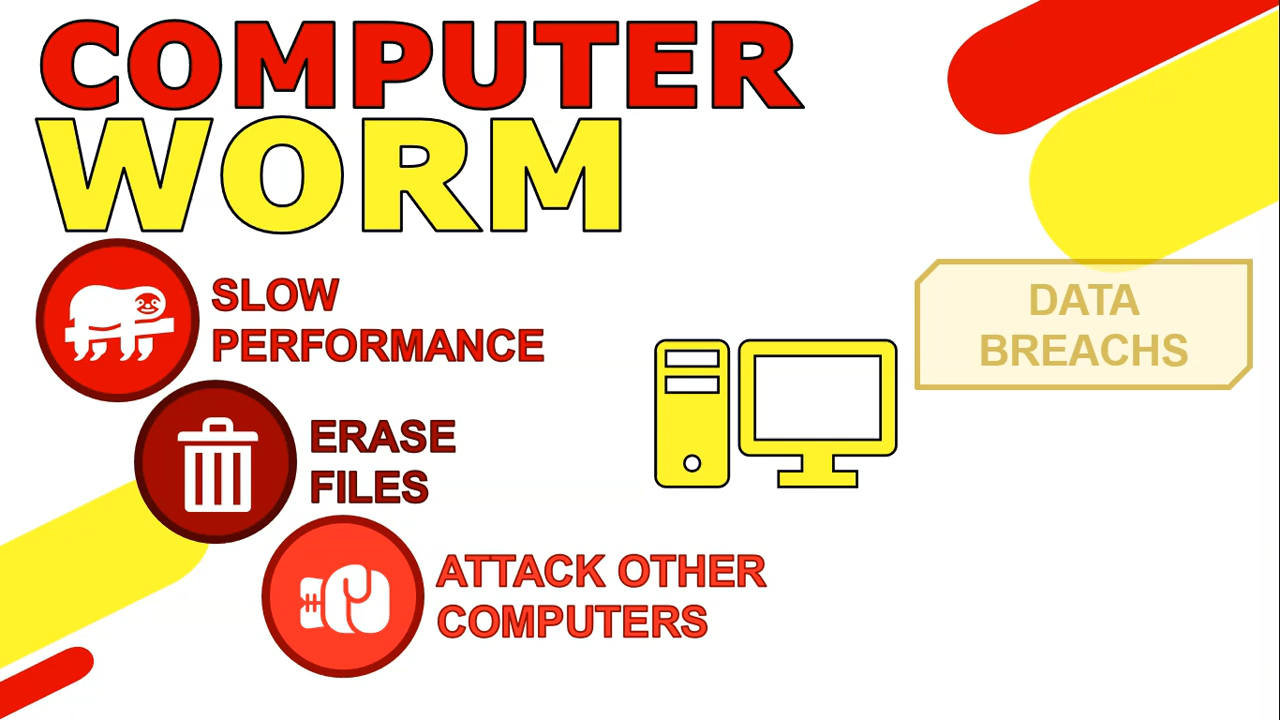 COMPUTER
WORM
SLOW
PERFORMANCE
ERASE
FILES
ATTACK OTHER
COMPUTERS
DATA
BREACHS